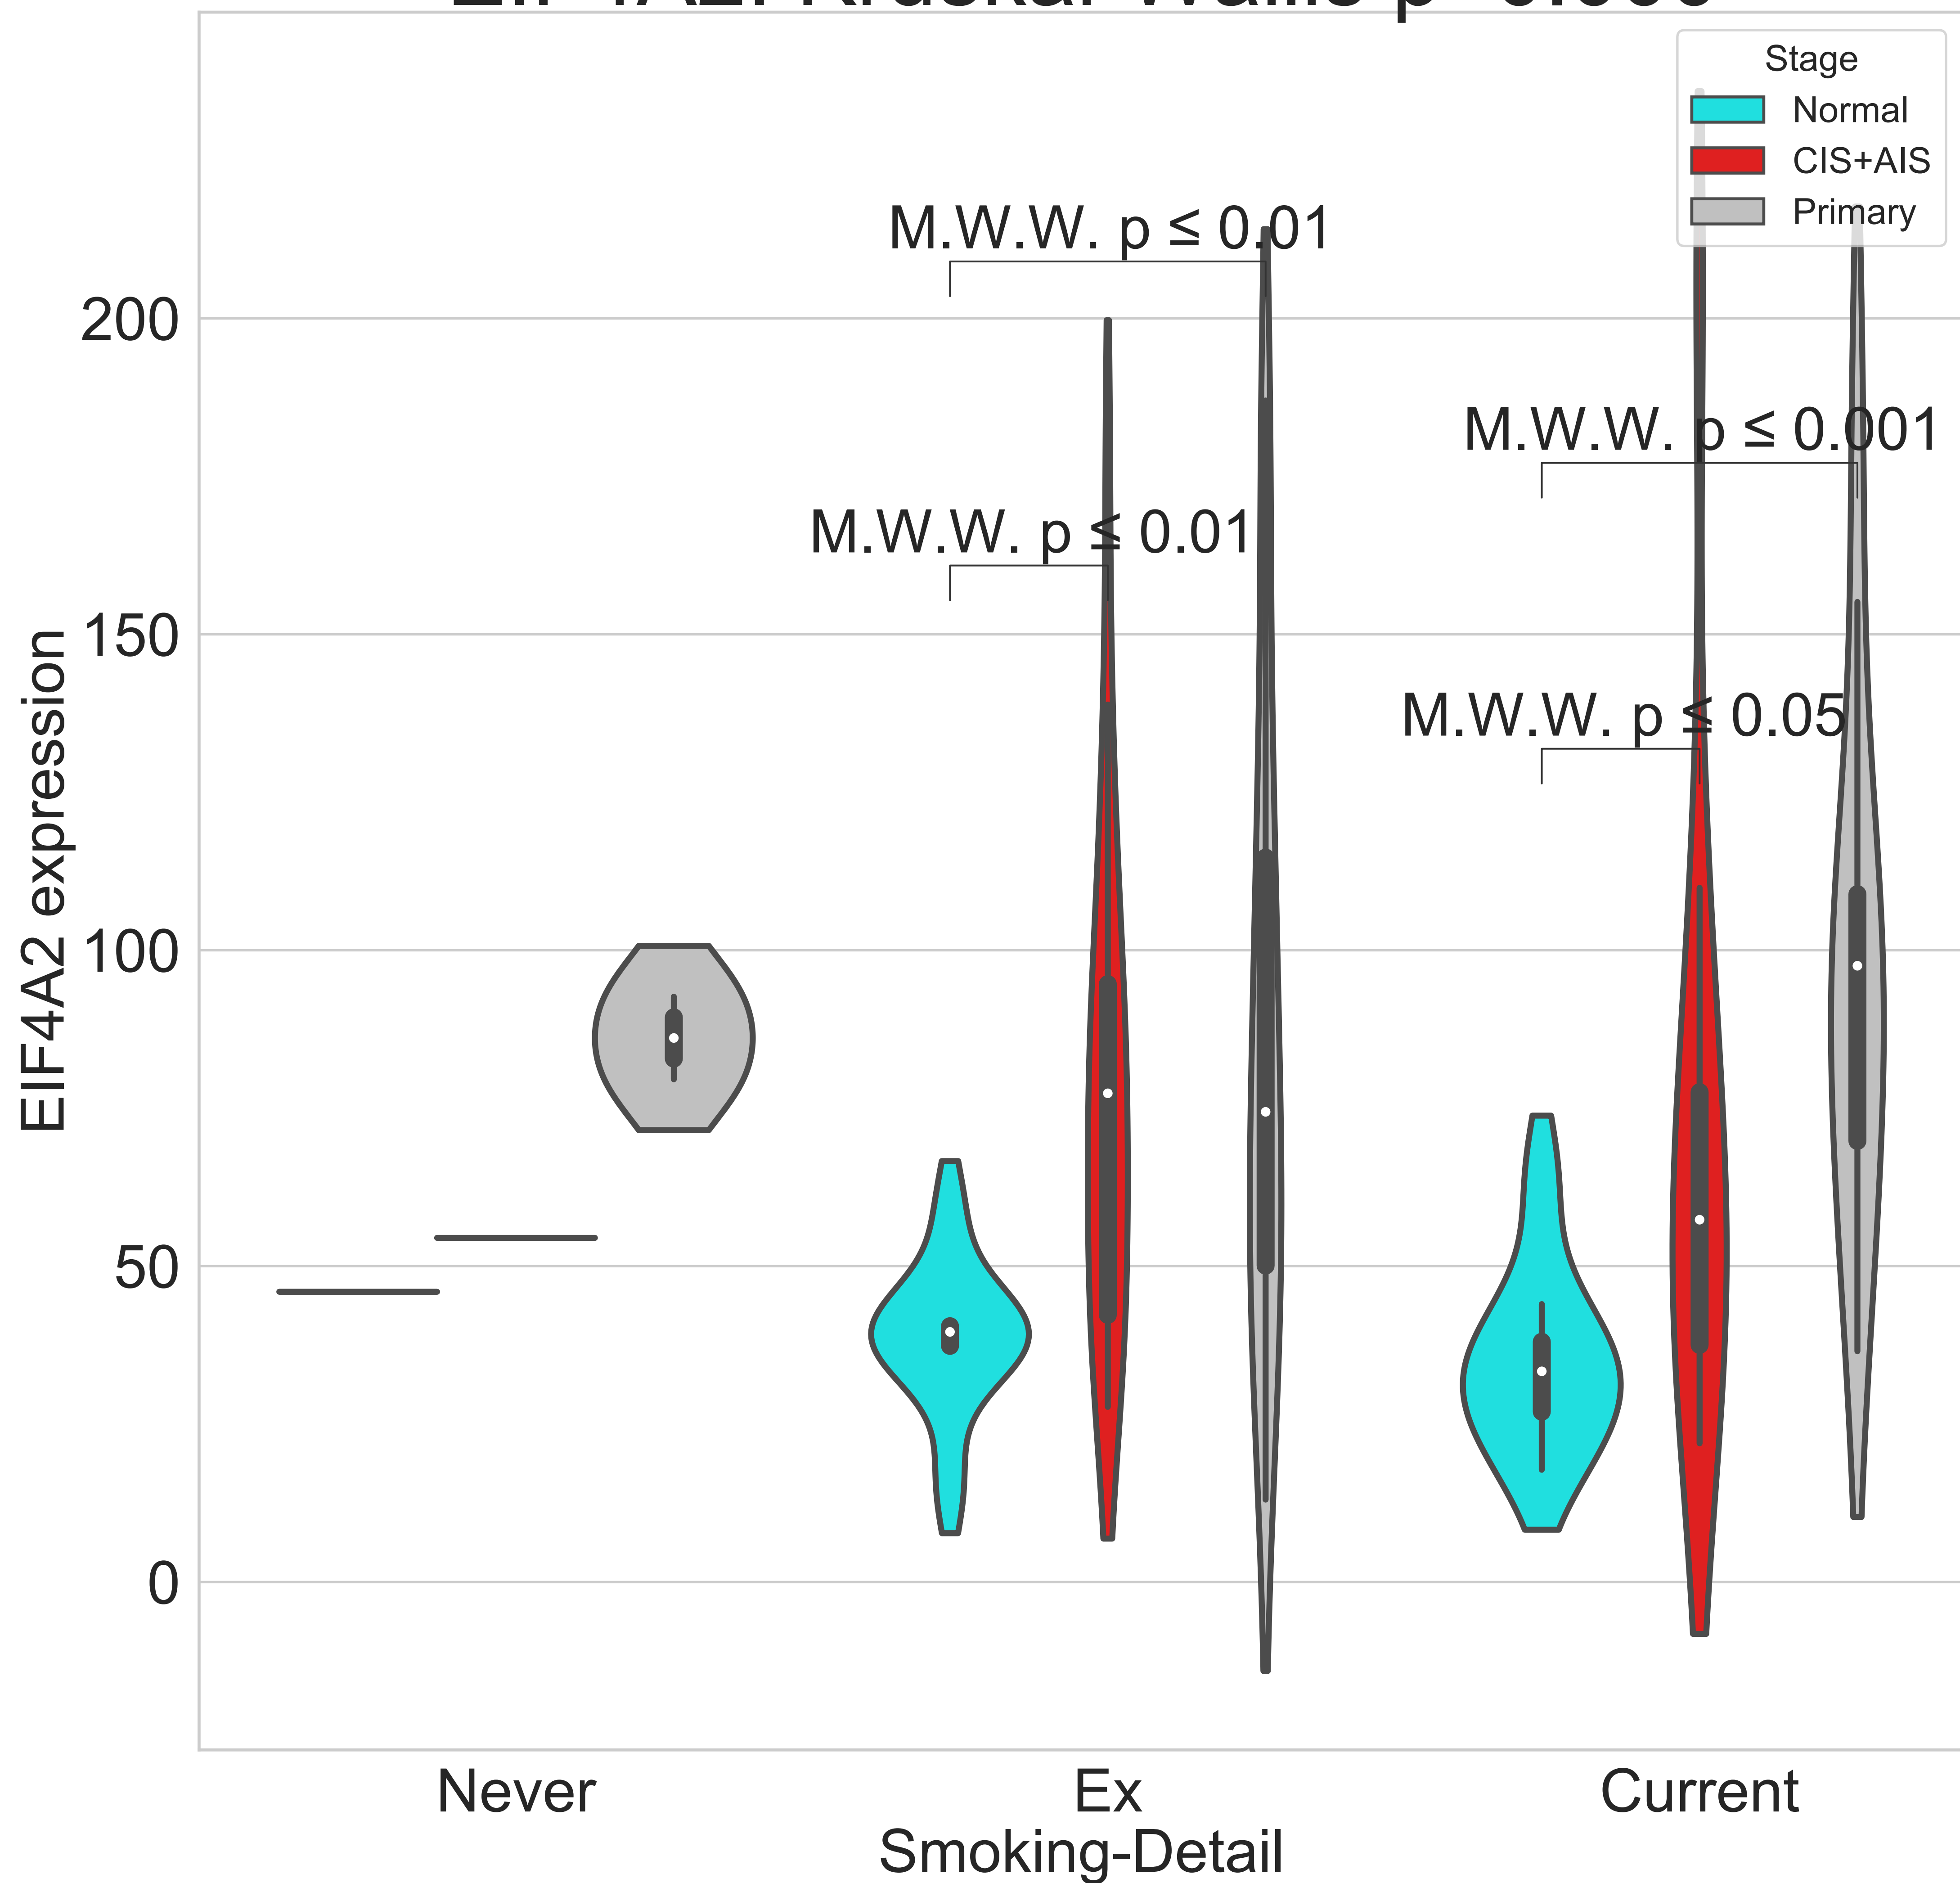 Stage
Normal
CIS+AIS
Primary
M.W.W. p ≤ 0.01
M.W.W. p ≤ 0.001
M.W.W. p ≤ 0.01
M.W.W. p ≤ 0.05
200
150
100
50
0
EIF4A2 expression
Never
Ex
Current
Smoking-Detail